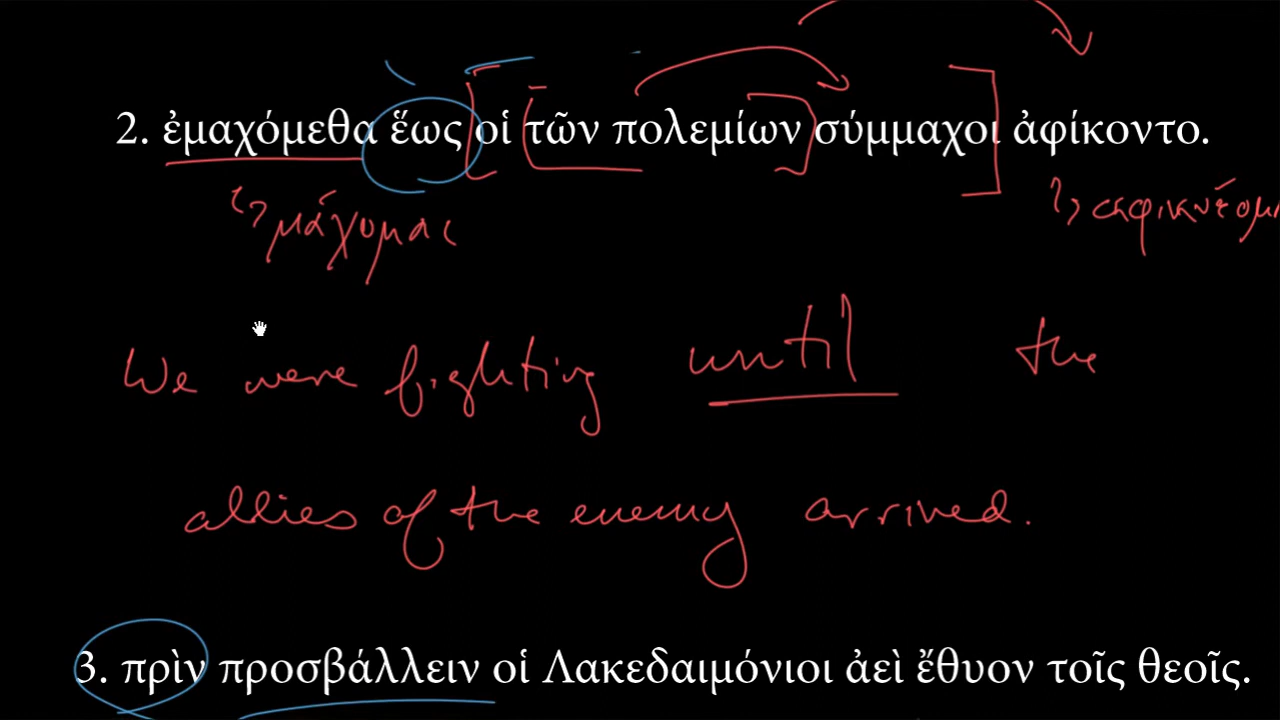 2. ἐμαχόμεθα ἕως οἱ τῶν πολεμίων σύμμαχοι ἀφίκοντο.
μάχομαι
We were fighting until the
allies of the enemy arrived.
3. πρὶν προσβάλλειν οἱ Λακεδαιμόνιοι ἀεὶ ἔθυον τοῖς θεοῖς.